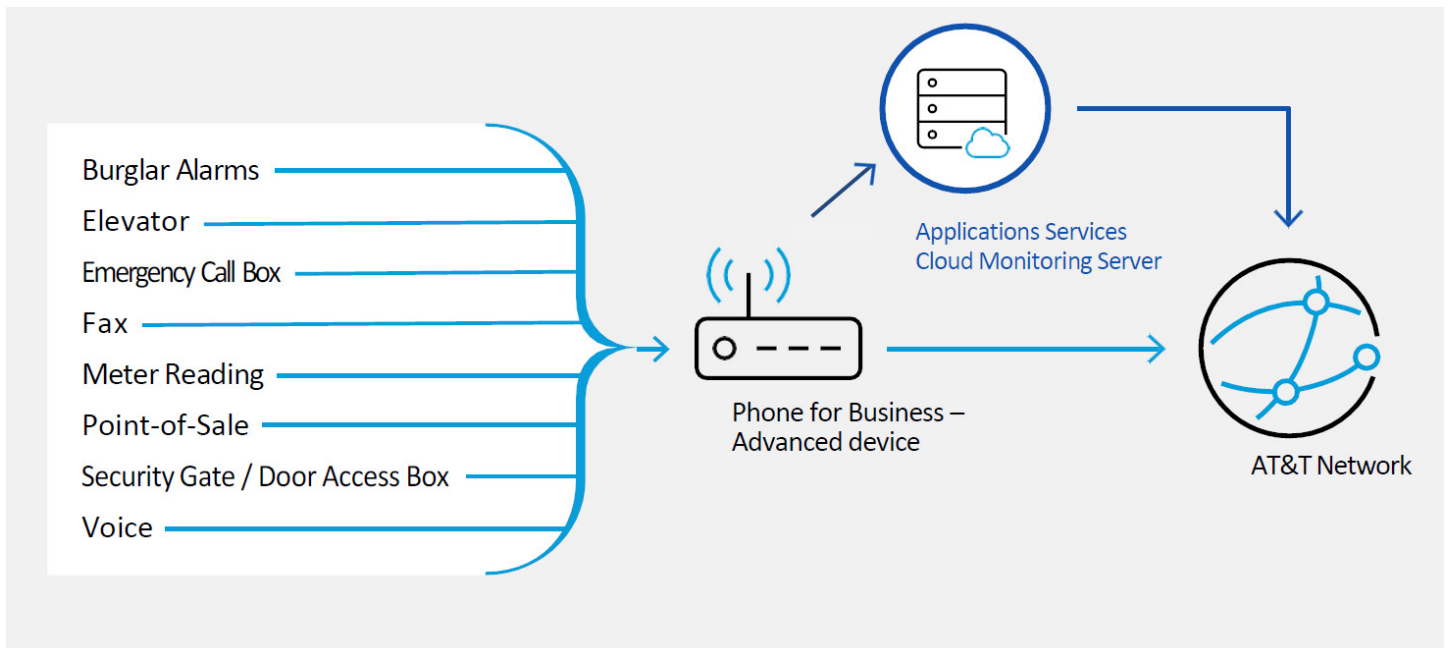 Burglar Alarms
Elevator
Emergency Call Box
Fax
Meter Reading
Point-of-Sale
Security Gate / Door Access Box
Voice
Phone for Business –
Advanced device
Applications Services
Cloud Monitoring Server
AT&T Network